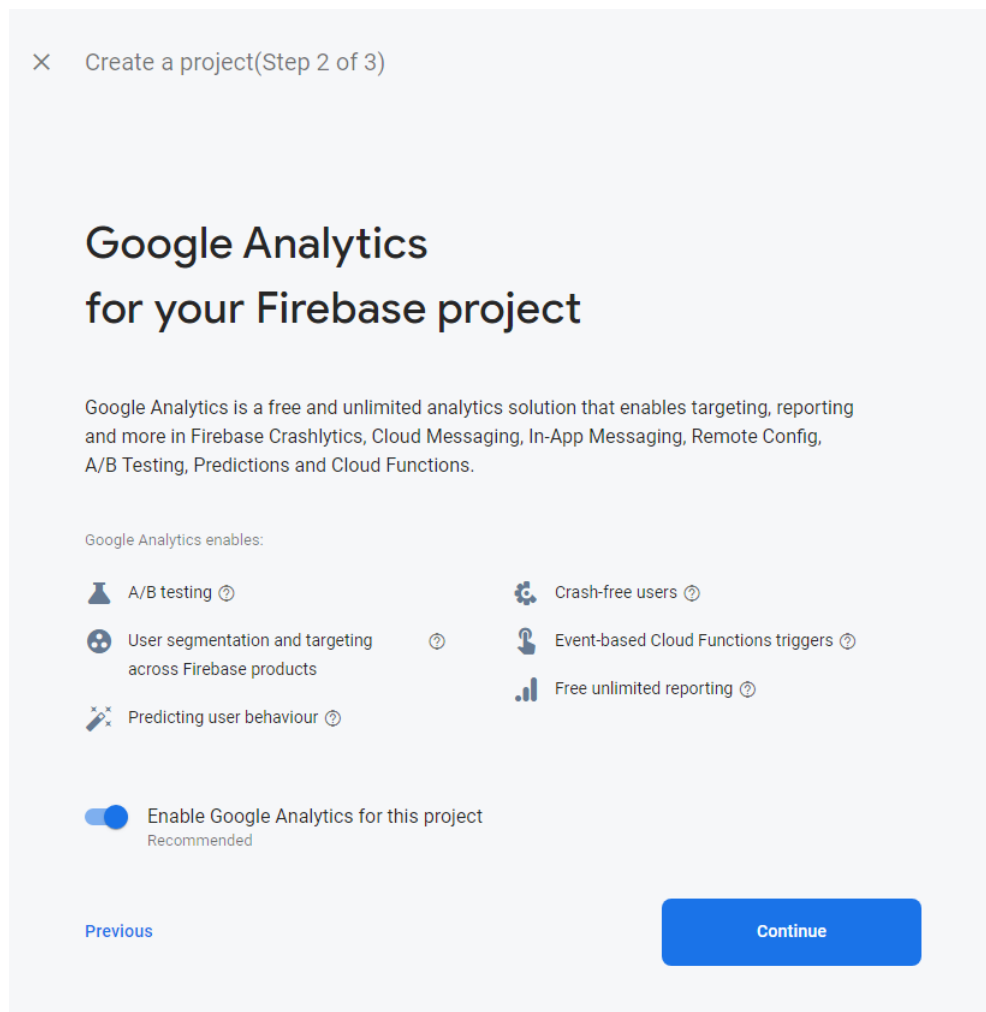 Create a project(Step 2 of 3)
Google Analytics
for your Firebase project
Google Analytics is a free and unlimited analytics solution that enables targeting, reporting
and more in Firebase Crashlytics, Cloud Messaging, In-App Messaging, Remote Config,
A/B Testing, Predictions and Cloud Functions.
Google Analytics enables:
A/B testing
User segmentation and targeting
across Firebase products
Predicting user behaviour
Crash-free users
Event-based Cloud Functions triggers
Free unlimited reporting
Enable Google Analytics for this project
Recommended
Previous
Continue